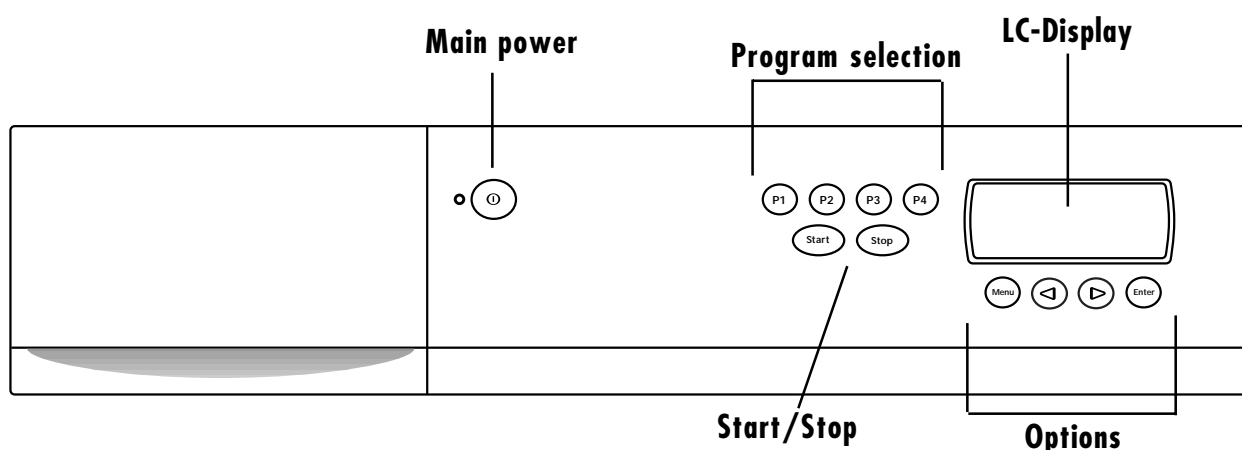 LC-Display
Main power
Program selection
P1 P2 P3 P4
Start Stop
Menu Enter
Start/Stop
Options